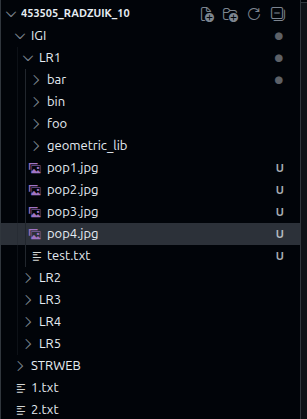 453505_RADZUIK_10
IGI
LR1
bar
bin
foo
geometric_lib
pop1.jpg U
pop2.jpg U
pop3.jpg U
pop4.jpg U
test.txt U
LR2
LR3
LR4
LR5
STRWEB
1.txt
2.txt